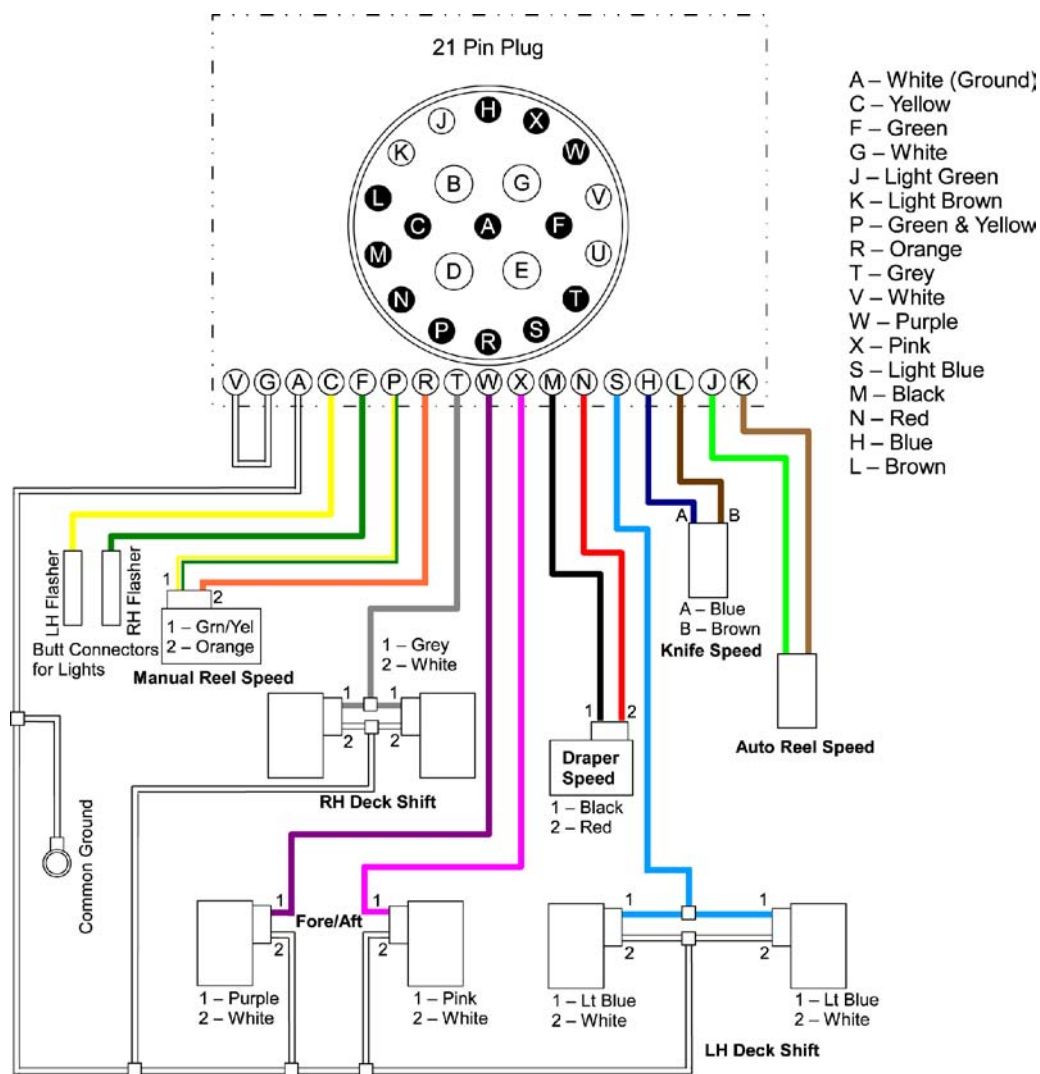 21 Pin Plug
H
J
X
K
W
B
G
L
V
C
A
F
M
U
D
E
N
T
P
S
R
A – White (Ground)
C – Yellow
F – Green
G – White
J – Light Green
K – Light Brown
P – Green & Yellow
R – Orange
T – Grey
V – White
W – Purple
X – Pink
S – Light Blue
M – Black
N – Red
H – Blue
L – Brown
V G A C F P R T W X M N S H L J K
LH Flasher
RH Flasher
Butt Connectors
for Lights
1 2
1 – Grn/Yel
2 – Orange
Manual Reel Speed
1 – Grey
2 – White
1 1
2 2
RH Deck Shift
A B
A – Blue
B – Brown
Knife Speed
Auto Reel Speed
1 2
Draper
Speed
1 – Black
2 – Red
Common Ground
1
2
Fore/Aft
1
2
1 – Purple
2 – White
1 – Pink
2 – White
1 1
2 2
1 – Lt Blue
2 – White
1 – Lt Blue
2 – White
LH Deck Shift